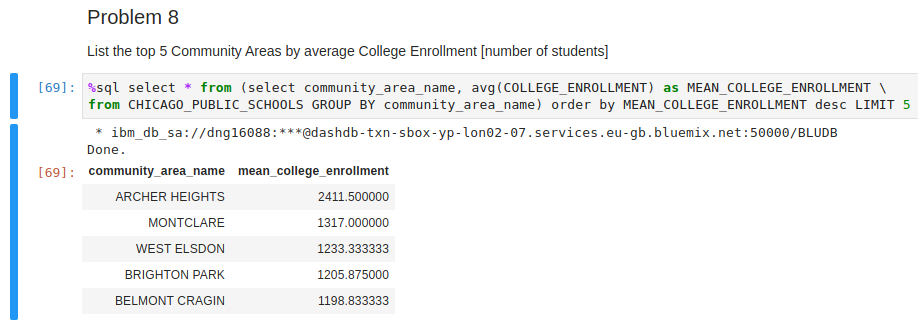 Problem 8
List the top 5 Community Areas by average College Enrollment [number of students]
[69]: %sql select * from (select community_area_name, avg(COLLEGE_ENROLLMENT) as MEAN_COLLEGE_ENROLLMENT \
from CHICAGO_PUBLIC_SCHOOLS GROUP BY community_area_name) order by MEAN_COLLEGE_ENROLLMENT desc LIMIT 5
* ibm_db_sa://dng16088:***@dashdb-txn-sbox-yp-lon02-07.services.eu-gb.bluemix.net:50000/BLUDB
Done.
[69]: community_area_name mean_college_enrollment
ARCHER HEIGHTS 2411.500000
MONTCLARE 1317.000000
WEST ELSDON 1233.333333
BRIGHTON PARK 1205.875000
BELMONT CRAGIN 1198.833333